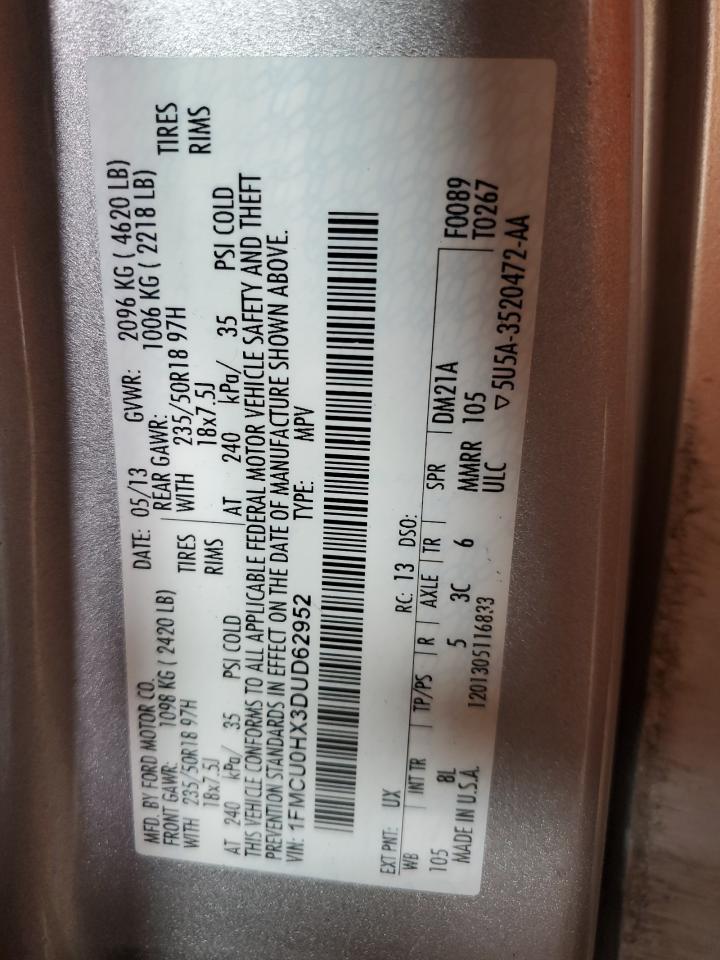 MFD. BY FORD MOTOR CO. DATE: 05/13 GVWR: 2096 KG ( 4620 LB)
FRONT GAWR: 1098 KG ( 2420 LB) REAR GAWR: 1006 KG ( 2218 LB)
WITH 235/50R18 97H TIRES WITH 235/50R18 97H TIRES
18x7.5J RIMS 18x7.5J RIMS
AT 240 kPa/ 35 PSI COLD AT 240 kPa/ 35 PSI COLD
THIS VEHICLE CONFORMS TO ALL APPLICABLE FEDERAL MOTOR VEHICLE SAFETY AND THEFT
PREVENTION STANDARDS IN EFFECT ON THE DATE OF MANUFACTURE SHOWN ABOVE.
VIN: 1FMCU0HX3DUD62952 TYPE: MPV
EXT PNT: UX RC: 13 DSO: F0089
WB INT TR TP/PS R AXLE TR SPR DM21A T0267
105 8L 5 3C 6 MMRR 105
MADE IN U.S.A. 1201305116833 ULC ▽5U5A-3520472-AA